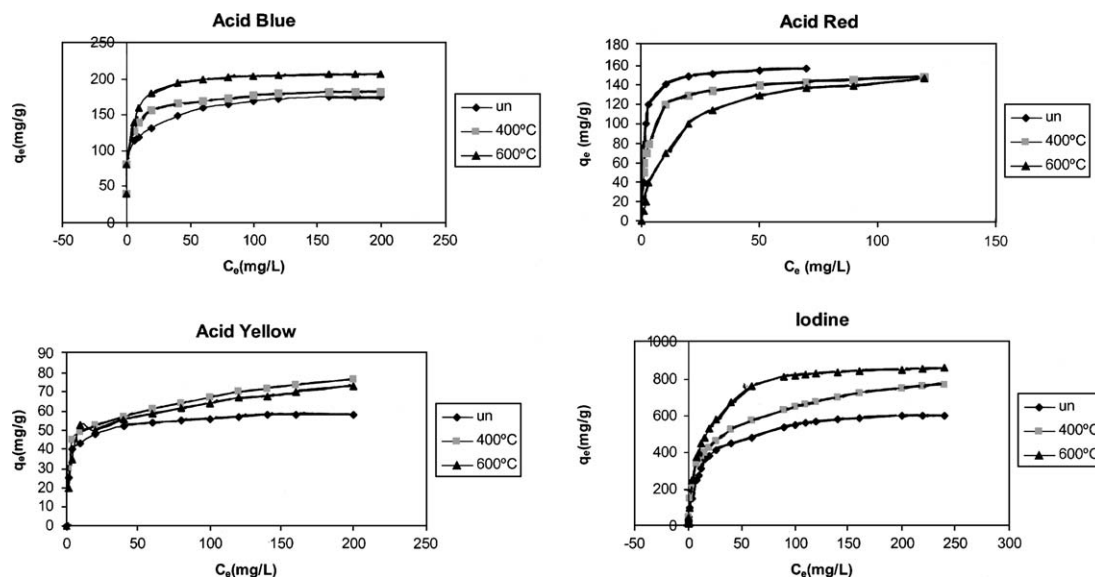 Acid Blue
250
200
150
100
50
0
-50 0 50 100 150 200 250
qₑ(mg/g)
Cₑ(mg/L)
un
400ºC
600ºC
Acid Red
160
140
120
100
80
60
40
20
0
0 50 100 150
qₑ (mg/g)
Cₑ (mg/L)
un
400ºC
600ºC
Acid Yellow
90
80
70
60
50
40
30
20
10
0
0 50 100 150 200 250
qₑ(mg/g)
Cₑ(mg/L)
un
400ºC
600ºC
Iodine
1000
800
600
400
200
0
-50 0 50 100 150 200 250 300
qₑ(mg/g)
Cₑ(mg/L)
un
400ºC
600ºC